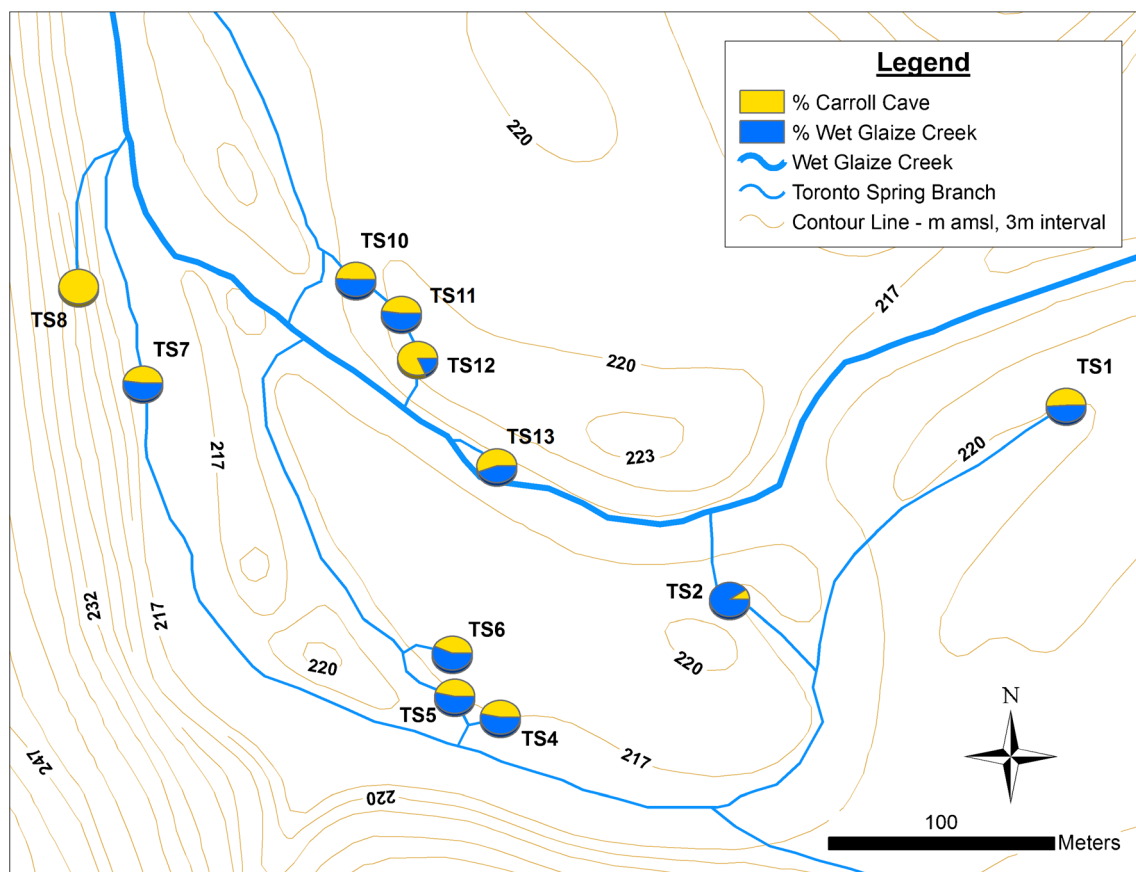 Legend
% Carroll Cave
% Wet Glaize Creek
Wet Glaize Creek
Toronto Spring Branch
Contour Line - m amsl, 3m interval
220
217
TS10
TS11
TS8
TS7
TS12
220
TS1
TS13
217
223
220
232
217
TS2
TS6
220
220
TS5
TS4
217
N
247
220
100
Meters